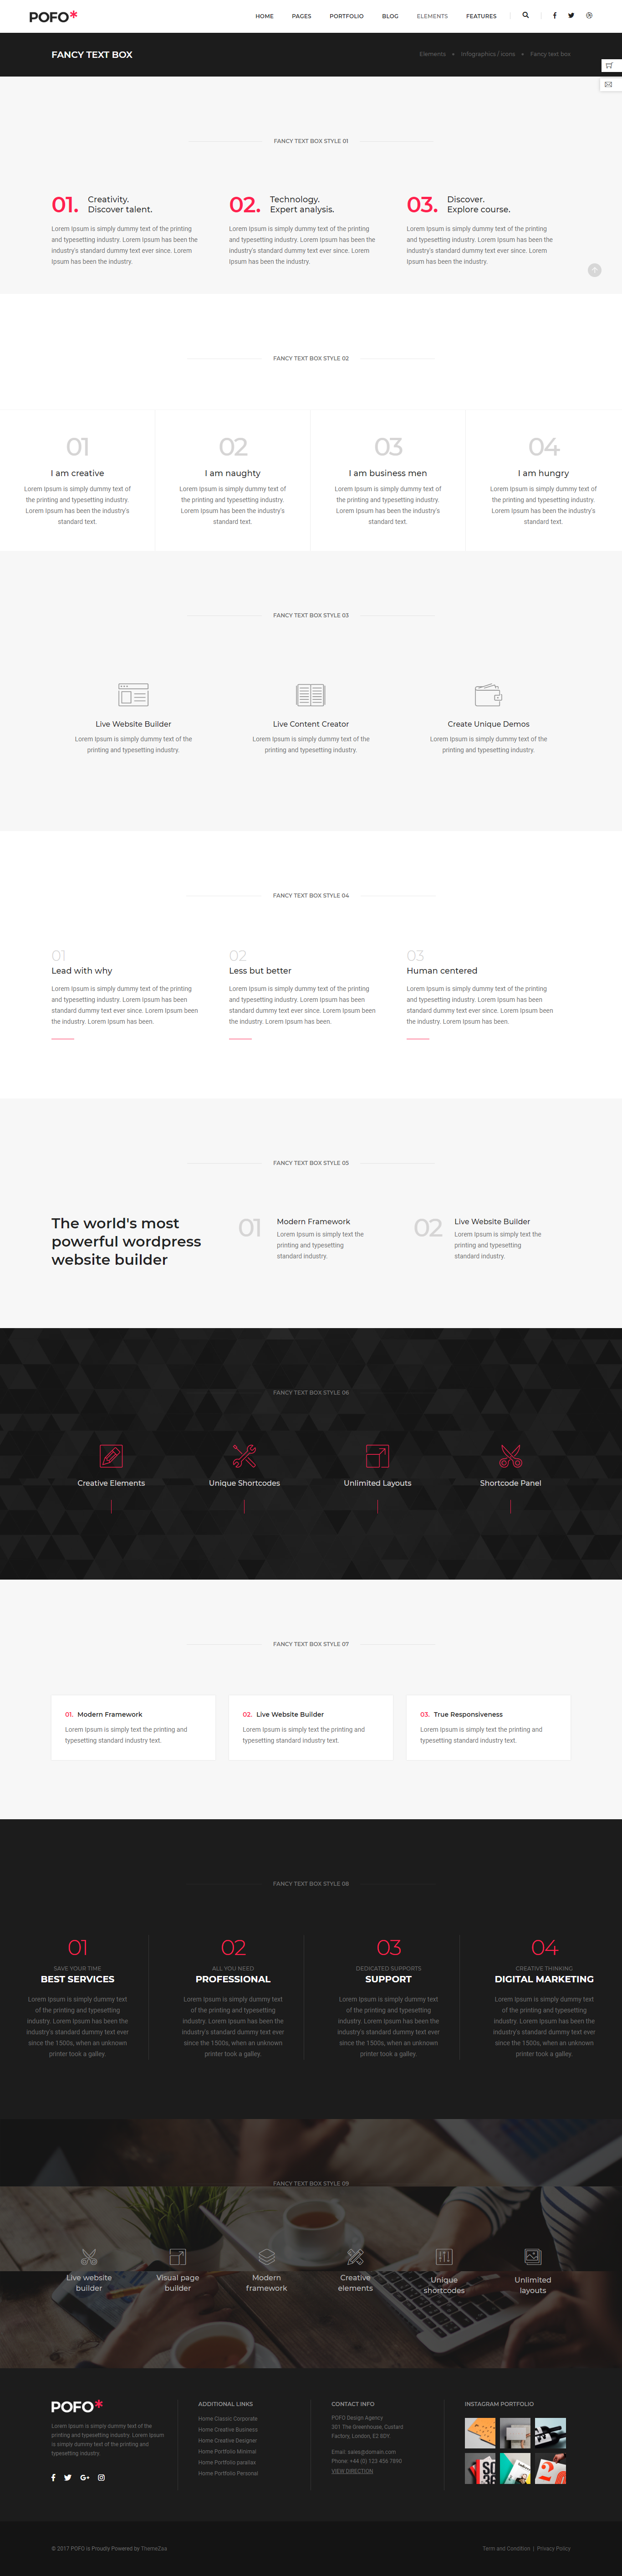 POFO*
HOME PAGES PORTFOLIO BLOG ELEMENTS FEATURES
FANCY TEXT BOX
Elements • Infographics / Icons • Fancy text box
FANCY TEXT BOX STYLE 01
01. Creativity.
Discover talent.
Lorem Ipsum is simply dummy text of the printing
and typesetting industry. Lorem Ipsum has been the
industry's standard dummy text ever since. Lorem
Ipsum has been the industry.
02. Technology.
Expert analysis.
Lorem Ipsum is simply dummy text of the printing
and typesetting industry. Lorem Ipsum has been the
industry's standard dummy text ever since. Lorem
Ipsum has been the industry.
03. Discover.
Explore course.
Lorem Ipsum is simply dummy text of the printing
and typesetting industry. Lorem Ipsum has been the
industry's standard dummy text ever since. Lorem
Ipsum has been the industry.
FANCY TEXT BOX STYLE 02
01
I am creative
Lorem Ipsum is simply dummy text of
the printing and typesetting industry.
Lorem Ipsum has been the industry's
standard text.
02
I am naughty
Lorem Ipsum is simply dummy text of
the printing and typesetting industry.
Lorem Ipsum has been the industry's
standard text.
03
I am business men
Lorem Ipsum is simply dummy text of
the printing and typesetting industry.
Lorem Ipsum has been the industry's
standard text.
04
I am hungry
Lorem Ipsum is simply dummy text of
the printing and typesetting industry.
Lorem Ipsum has been the industry's
standard text.
FANCY TEXT BOX STYLE 03
Live Website Builder
Lorem Ipsum is simply dummy text of the
printing and typesetting industry.
Live Content Creator
Lorem Ipsum is simply dummy text of the
printing and typesetting industry.
Create Unique Demos
Lorem Ipsum is simply dummy text of the
printing and typesetting industry.
FANCY TEXT BOX STYLE 04
01
Lead with why
Lorem Ipsum is simply dummy text of the printing
and typesetting industry. Lorem Ipsum has been
standard dummy text ever since. Lorem Ipsum been
the industry. Lorem Ipsum has been.
02
Less but better
Lorem Ipsum is simply dummy text of the printing
and typesetting industry. Lorem Ipsum has been
standard dummy text ever since. Lorem Ipsum been
the industry. Lorem Ipsum has been.
03
Human centered
Lorem Ipsum is simply dummy text of the printing
and typesetting industry. Lorem Ipsum has been
standard dummy text ever since. Lorem Ipsum been
the industry. Lorem Ipsum has been.
FANCY TEXT BOX STYLE 05
The world's most
powerful wordpress
website builder
01 Modern Framework
Lorem Ipsum is simply text the
printing and typesetting
standard industry.
02 Live Website Builder
Lorem Ipsum is simply text the
printing and typesetting
standard industry.
FANCY TEXT BOX STYLE 06
Creative Elements
Unique Shortcodes
Unlimited Layouts
Shortcode Panel
FANCY TEXT BOX STYLE 07
01. Modern Framework
Lorem Ipsum is simply text the printing and
typesetting standard industry text.
02. Live Website Builder
Lorem Ipsum is simply text the printing and
typesetting standard industry text.
03. True Responsiveness
Lorem Ipsum is simply text the printing and
typesetting standard industry text.
FANCY TEXT BOX STYLE 08
01
SAVE YOUR TIME
BEST SERVICES
Lorem Ipsum is simply dummy text
of the printing and typesetting
industry. Lorem Ipsum has been the
industry's standard dummy text ever
since the 1500s, when an unknown
printer took a galley.
02
ALL YOU NEED
PROFESSIONAL
Lorem Ipsum is simply dummy text
of the printing and typesetting
industry. Lorem Ipsum has been the
industry's standard dummy text ever
since the 1500s, when an unknown
printer took a galley.
03
DEDICATED SUPPORTS
SUPPORT
Lorem Ipsum is simply dummy text
of the printing and typesetting
industry. Lorem Ipsum has been the
industry's standard dummy text ever
since the 1500s, when an unknown
printer took a galley.
04
CREATIVE THINKING
DIGITAL MARKETING
Lorem Ipsum is simply dummy text
of the printing and typesetting
industry. Lorem Ipsum has been the
industry's standard dummy text ever
since the 1500s, when an unknown
printer took a galley.
FANCY TEXT BOX STYLE 09
Live website
builder
Visual page
builder
Modern
framework
Creative
elements
Unique
shortcodes
Unlimited
layouts
POFO*
Lorem Ipsum is simply dummy text of the
printing and typesetting industry. Lorem Ipsum
is simply dummy text of the printing and
typesetting industry.
ADDITIONAL LINKS
Home Classic Corporate
Home Creative Business
Home Creative Designer
Home Portfolio Minimal
Home Portfolio parallax
Home Portfolio Personal
CONTACT INFO
POFO Design Agency
301 The Greenhouse, Custard
Factory, London, E2 8DY.
Email: sales@domain.com
Phone: +44 (0) 123 456 7890
VIEW DIRECTION
INSTAGRAM PORTFOLIO
© 2017 POFO is Proudly Powered by ThemeZaa
Term and Condition | Privacy Policy